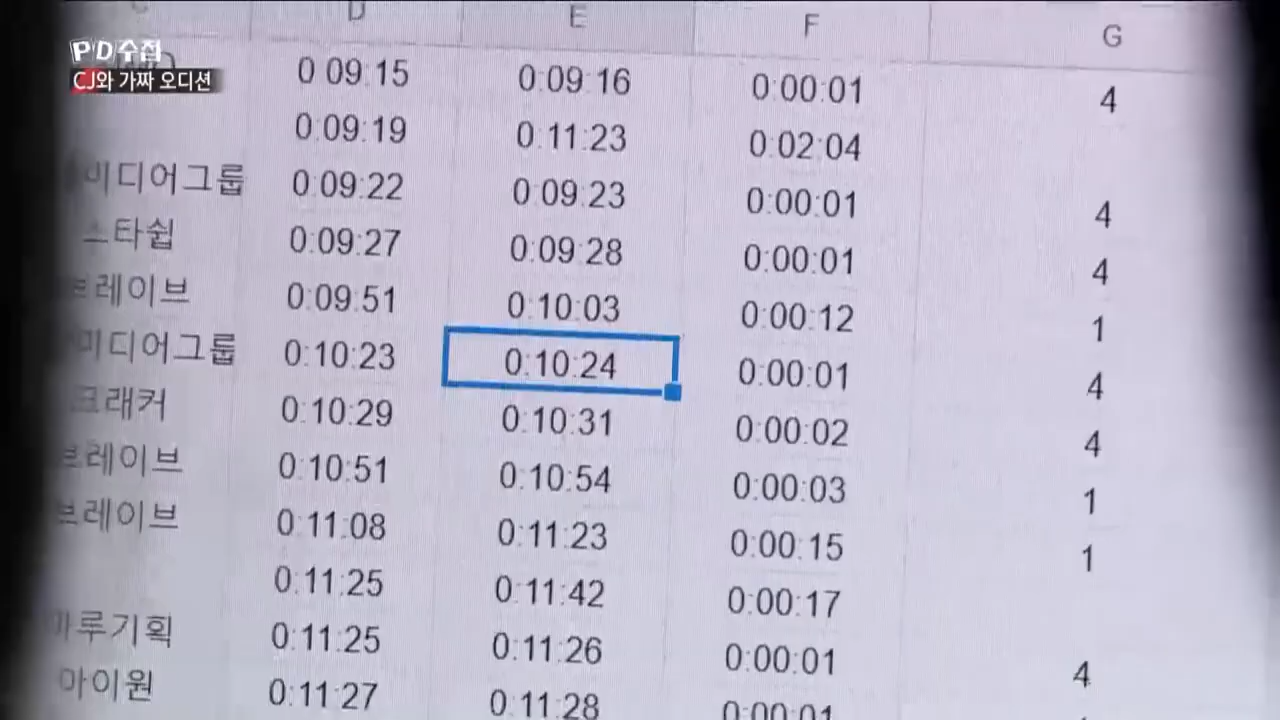 D E F G
PD수첩
CJ와 가짜 오디션
0 09:15 0:09:16 0:00:01 4
0:09:19 0:11:23 0:02:04
미디어그룹 0:09:22 0:09:23 0:00:01 4
스타쉽 0:09:27 0:09:28 0:00:01 4
브레이브 0:09:51 0:10:03 0:00:12 1
미디어그룹 0:10:23 0:10:24 0:00:01 4
크래커 0:10:29 0:10:31 0:00:02 4
브레이브 0:10:51 0:10:54 0:00:03 1
브레이브 0:11:08 0:11:23 0:00:15 1
0:11:25 0:11:42 0:00:17
마루기획 0:11:25 0:11:26 0:00:01 4
아이원 0:11:27 0:11:28 0:00:01